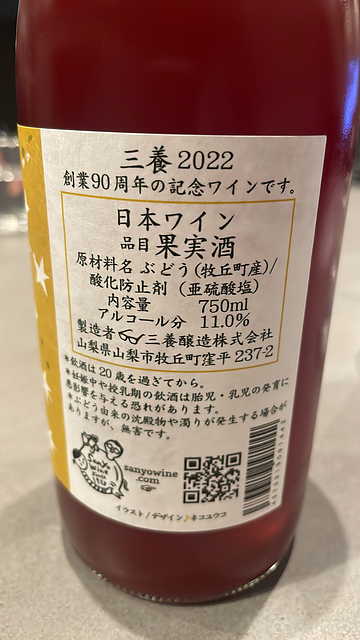 三養2022
創業90周年の記念ワインです。
日本ワイン
品目 果実酒
原材料名 ぶどう(牧丘町産)/
酸化防止剤(亜硫酸塩)
内容量 750ml
アルコール分 11.0%
製造者 三養醸造株式会社
山梨県山梨市牧丘町窪平237-2
*飲酒は20歳を過ぎてから。
*妊娠中や授乳期の飲酒は胎児・乳児の発育に
悪影響を与える恐れがあります。
*ぶどう由来の沈殿物や濁りが発生する場合が
ありますが、無害です。
sanyowine
.com
イラスト/デザイン♪ネコユウコ